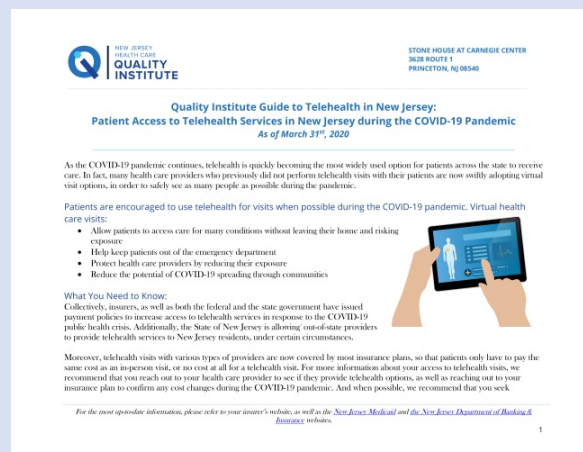 NEW JERSEY
HEALTH CARE
QUALITY
INSTITUTE
STONE HOUSE AT CARNEGIE CENTER
3628 ROUTE 1
PRINCETON, NJ 08540
Quality Institute Guide to Telehealth in New Jersey:
Patient Access to Telehealth Services in New Jersey during the COVID-19 Pandemic
As of March 31st, 2020
As the COVID-19 pandemic continues, telehealth is quickly becoming the most widely used option for patients across the state to receive
care. In fact, many health care providers who previously did not perform telehealth visits with their patients are now swiftly adopting virtual
visit options, in order to safely see as many people as possible during the pandemic.
Patients are encouraged to use telehealth for visits when possible during the COVID-19 pandemic. Virtual health
care visits:
• Allow patients to access care for many conditions without leaving their home and risking
exposure
• Help keep patients out of the emergency department
• Protect health care providers by reducing their exposure
• Reduce the potential of COVID-19 spreading through communities
What You Need to Know:
Collectively, insurers, as well as both the federal and the state government have issued
payment policies to increase access to telehealth services in response to the COVID-19
public health crisis. Additionally, the State of New Jersey is allowing out-of-state providers
to provide telehealth services to New Jersey residents, under certain circumstances.
Moreover, telehealth visits with various types of providers are now covered by most insurance plans, so that patients only have to pay the
same cost as an in-person visit, or no cost at all for a telehealth visit. For more information about your access to telehealth visits, we
recommend that you reach out to your health care provider to see if they provide telehealth options, as well as reaching out to your
insurance plan to confirm any cost changes during the COVID-19 pandemic. And when possible, we recommend that you seek
For the most up-to-date information, please refer to your insurer's website, as well as the New Jersey Medicaid and the New Jersey Department of Banking &
Insurance websites.
1